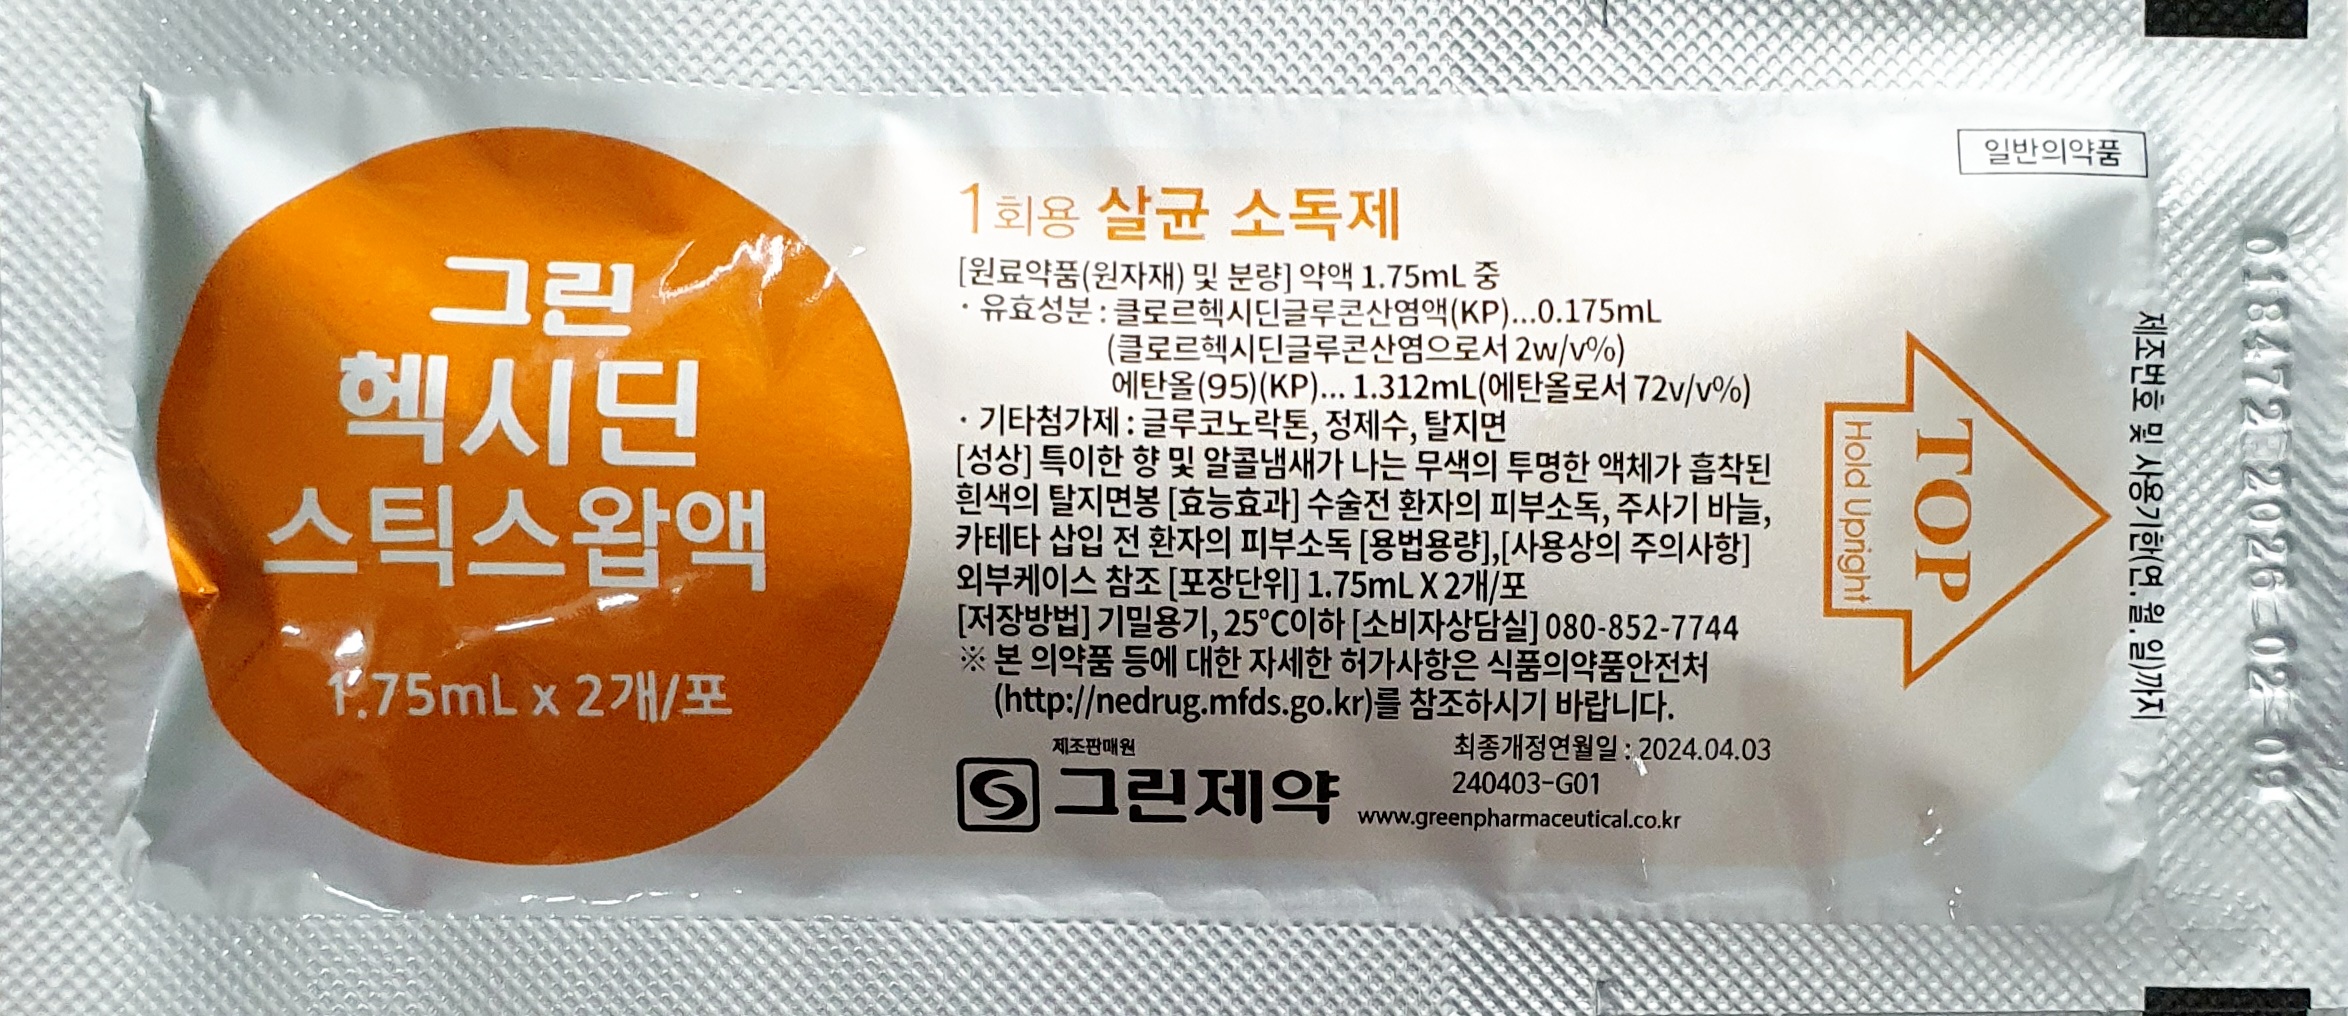 그린
헥시딘
스틱스왑액
1.75mL x 2개/포
일반의약품
1회용 살균 소독제
[원료약품(원자재) 및 분량] 약액 1.75mL 중
· 유효성분 : 클로르헥시딘글루콘산염액(KP)...0.175mL
(클로르헥시딘글루콘산염으로서 2w/v%)
에탄올(95)(KP)... 1.312mL(에탄올로서 72v/v%)
· 기타첨가제 : 글루코노락톤, 정제수, 탈지면
[성상] 특이한 향 및 알콜냄새가 나는 무색의 투명한 액체가 흡착된
흰색의 탈지면봉 [효능효과] 수술전 환자의 피부소독, 주사기 바늘,
카테타 삽입 전 환자의 피부소독 [용법용량],[사용상의 주의사항]
외부케이스 참조 [포장단위] 1.75mL X 2개/포
[저장방법] 기밀용기, 25°C이하 [소비자상담실] 080-852-7744
※ 본 의약품 등에 대한 자세한 허가사항은 식품의약품안전처
(http://nedrug.mfds.go.kr)를 참조하시기 바랍니다.
제조판매원
그린제약
최종개정연월일 : 2024.04.03
240403-G01
www.greenpharmaceutical.co.kr
TOP
Hold Upright
제조번호 및 사용기한(연.월.일)까지
2026-02-09